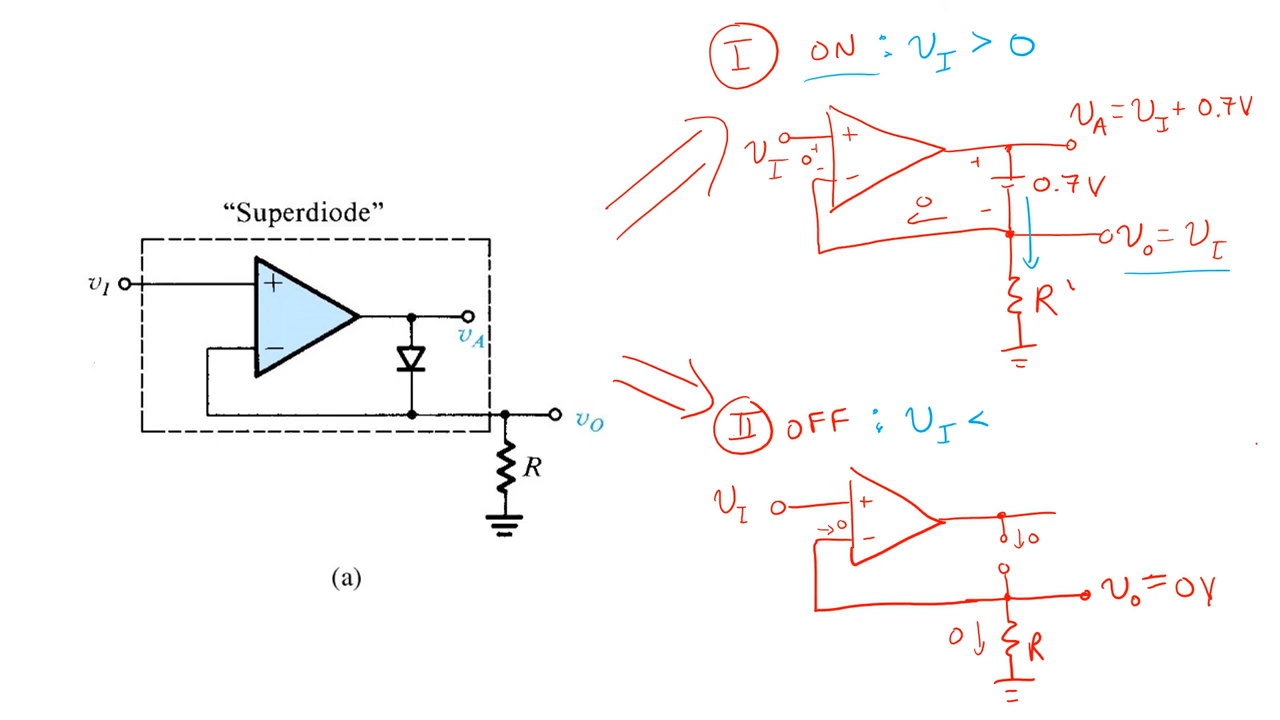 “Superdiode”
v_I
+
−
v_A
v_O
R
(a)
I ON : v_I > 0
v_I
+
−
0 + -
v_A = v_I + 0.7V
+
0.7V
-
0
v_o = v_I
R
II OFF : v_I <
v_I
+
−
→ 0
↓ 0
v_o = 0V
0 ↓
R